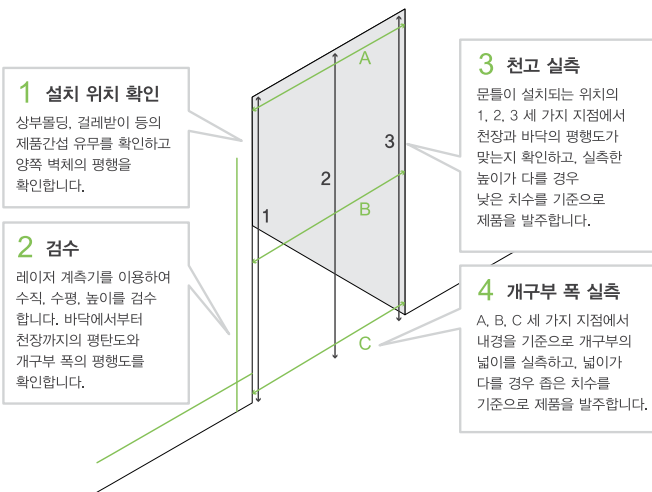 1 설치 위치 확인
상부몰딩, 걸레받이 등의
제품간섭 유무를 확인하고
양쪽 벽체의 평행을
확인합니다.
2 검수
레이저 계측기를 이용하여
수직, 수평, 높이를 검수
합니다. 바닥에서부터
천장까지의 평탄도와
개구부 폭의 평행도를
확인합니다.
A
B
C
1
2
3
3 천고 실측
문틀이 설치되는 위치의
1, 2, 3 세 가지 지점에서
천장과 바닥의 평행도가
맞는지 확인하고, 실측한
높이가 다를 경우
낮은 치수를 기준으로
제품을 발주합니다.
4 개구부 폭 실측
A, B, C 세 가지 지점에서
내경을 기준으로 개구부의
넓이를 실측하고, 넓이가
다를 경우 좁은 치수를
기준으로 제품을 발주합니다.